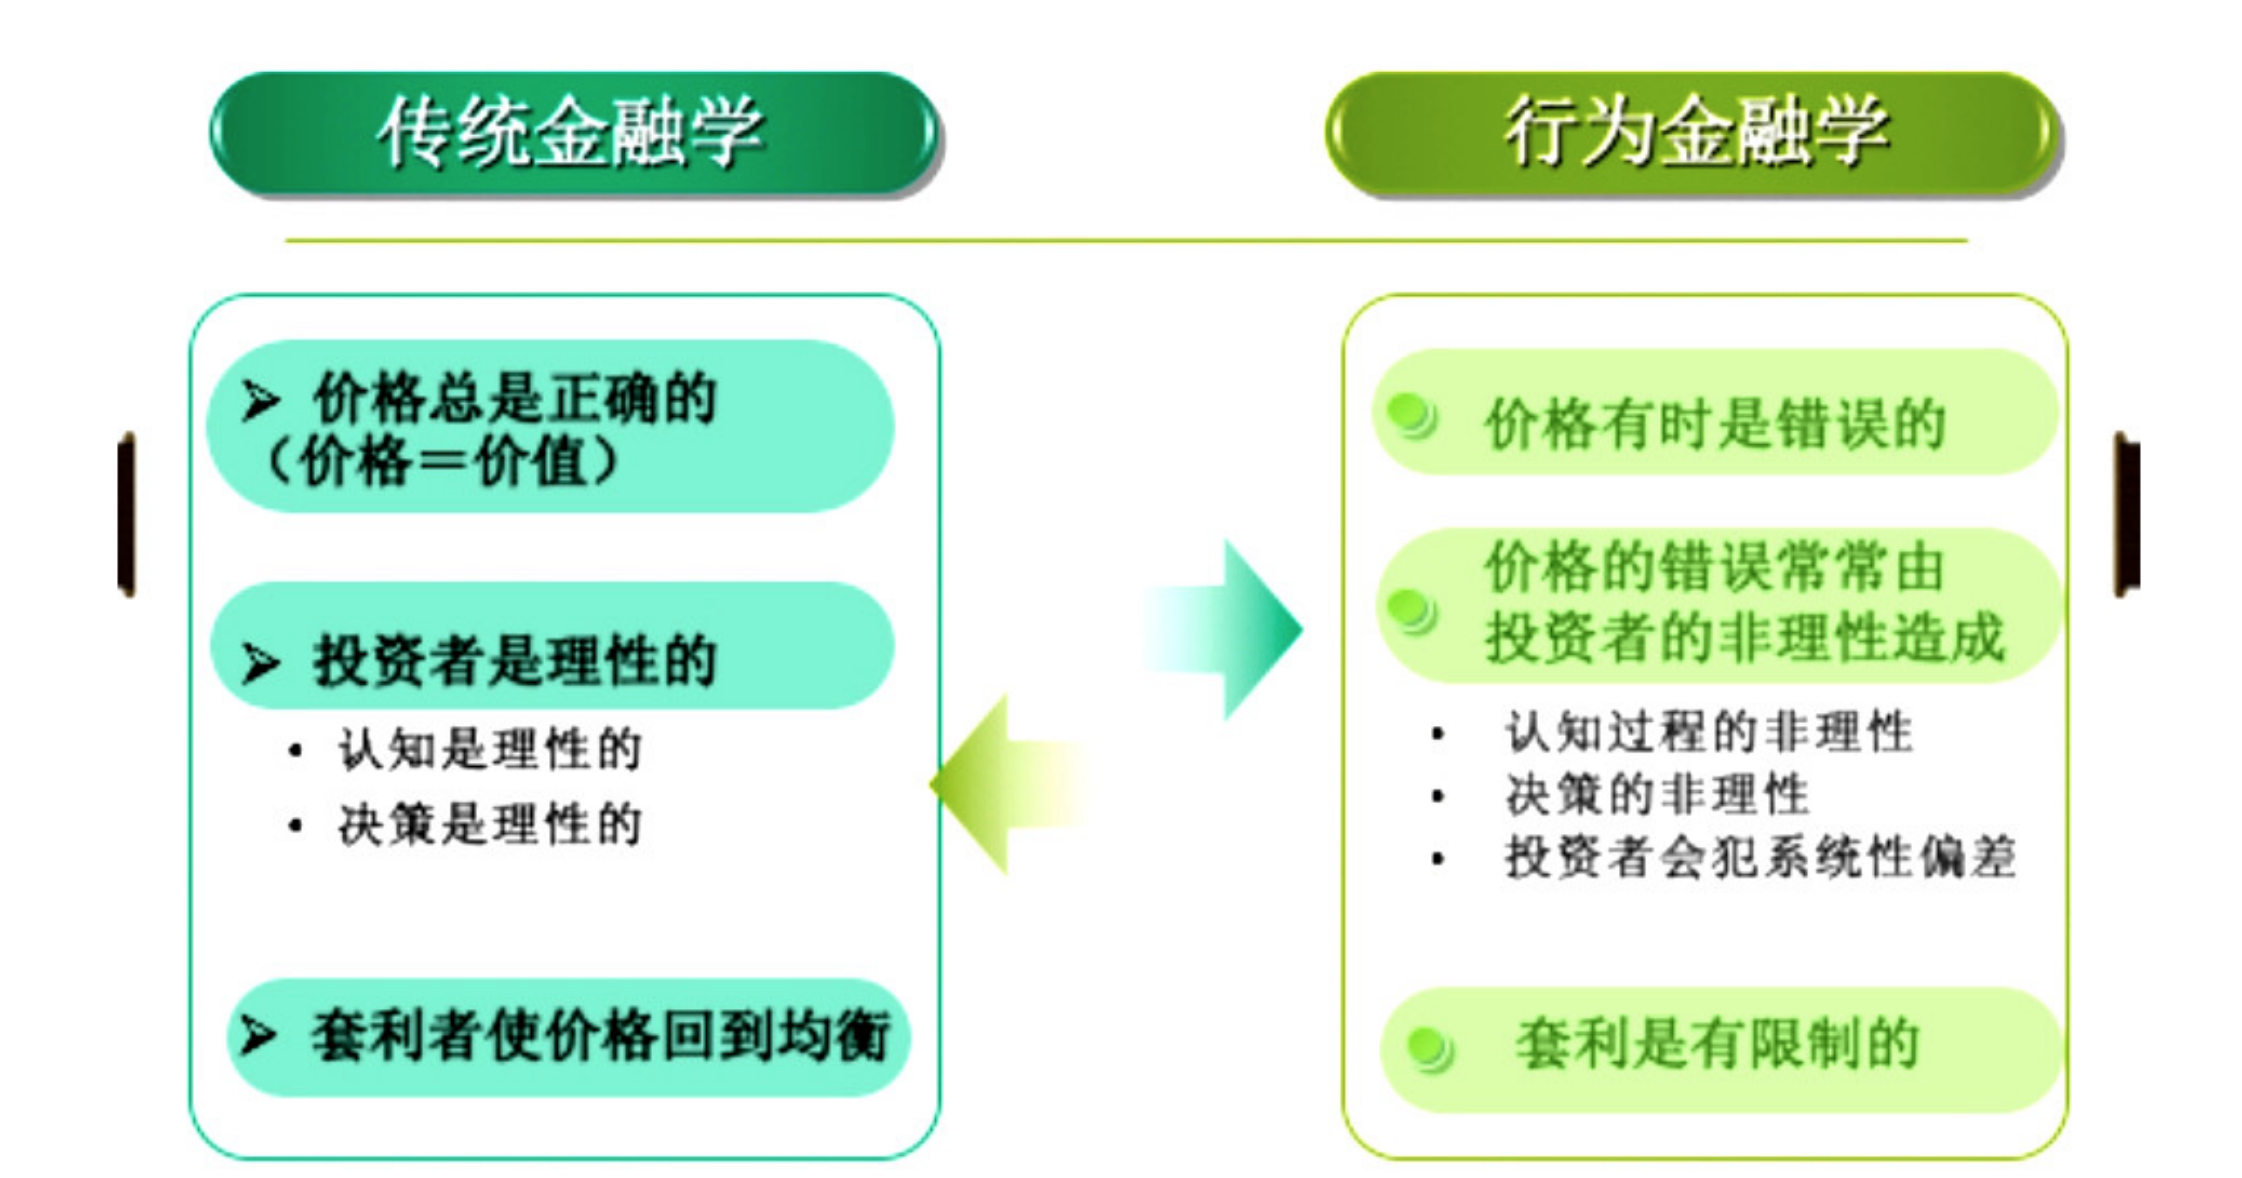 传统金融学
行为金融学
➢ 价格总是正确的
（价格＝价值）
➢ 投资者是理性的
• 认知是理性的
• 决策是理性的
➢ 套利者使价格回到均衡
价格有时是错误的
价格的错误常常由
投资者的非理性造成
• 认知过程的非理性
• 决策的非理性
• 投资者会犯系统性偏差
套利是有限制的